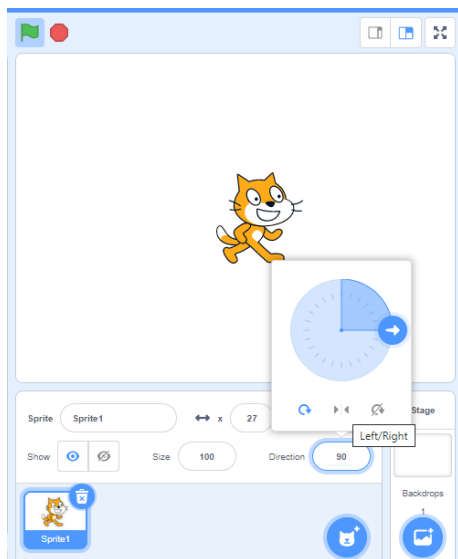 Sprite Sprite1 x 27 Stage
Left/Right
Show Size 100 Direction 90
Backdrops
1
Sprite1